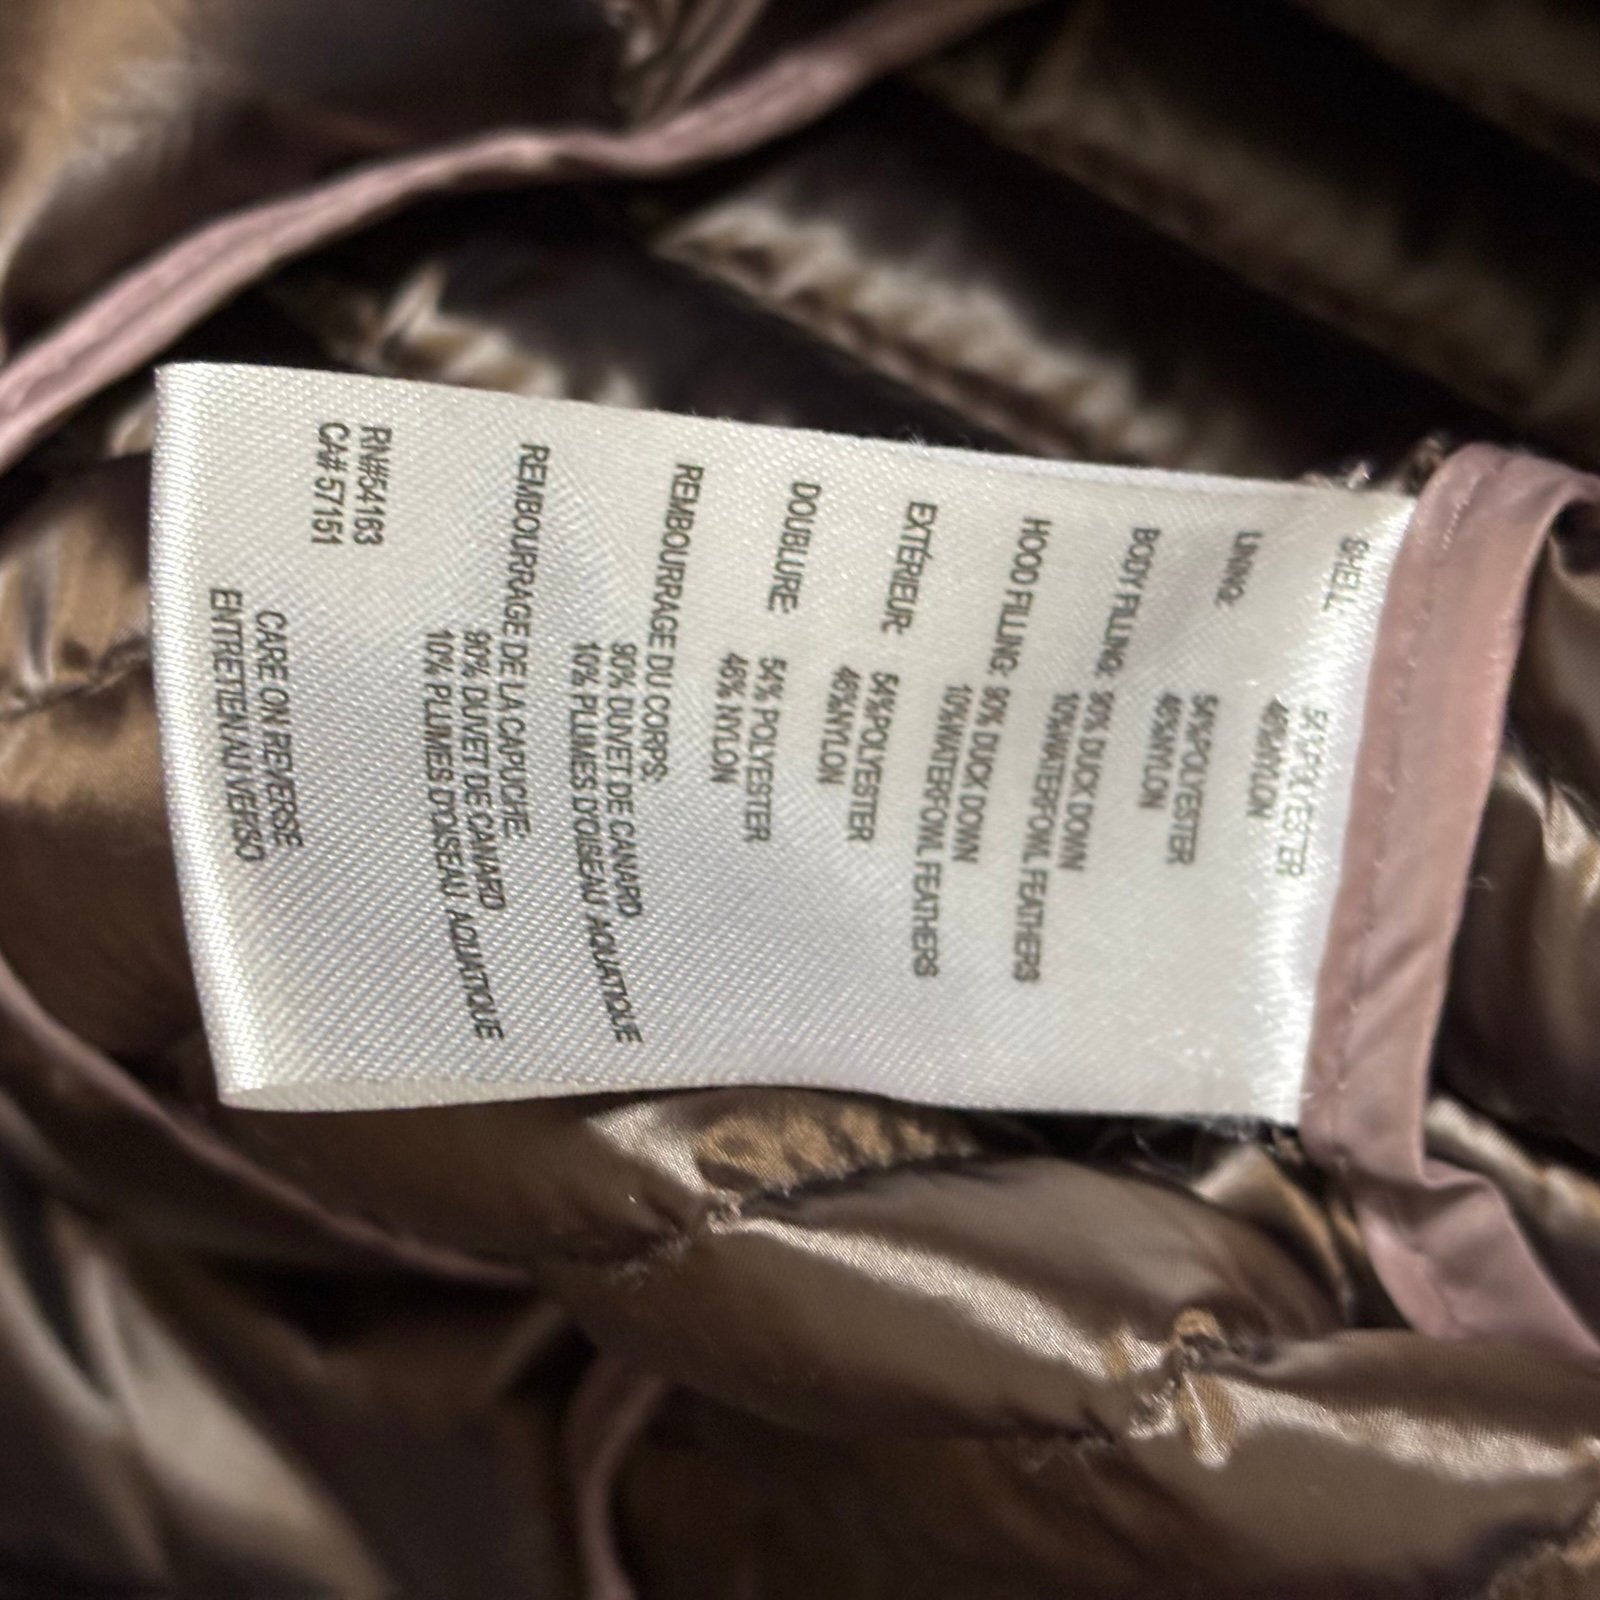 SHELL
54%POLYESTER
46%NYLON
LINING:
54%POLYESTER
46%NYLON
BODY FILLING: 90% DUCK DOWN
10%WATERFOWL FEATHERS
HOOD FILLING: 90% DUCK DOWN
10%WATERFOWL FEATHERS
EXTÉRIEUR: 54%POLYESTER
46%NYLON
DOUBLURE: 54% POLYESTER
46% NYLON
REMBOURRAGE DU CORPS:
90% DUVET DE CANARD
10% PLUMES D'OISEAU AQUATIQUE
REMBOURRAGE DE LA CAPUCHE:
90% DUVET DE CANARD
10% PLUMES D'OISEAU AQUATIQUE
RN#54163
CA# 57151
CARE ON REVERSE
ENTRETIEN AU VERSO